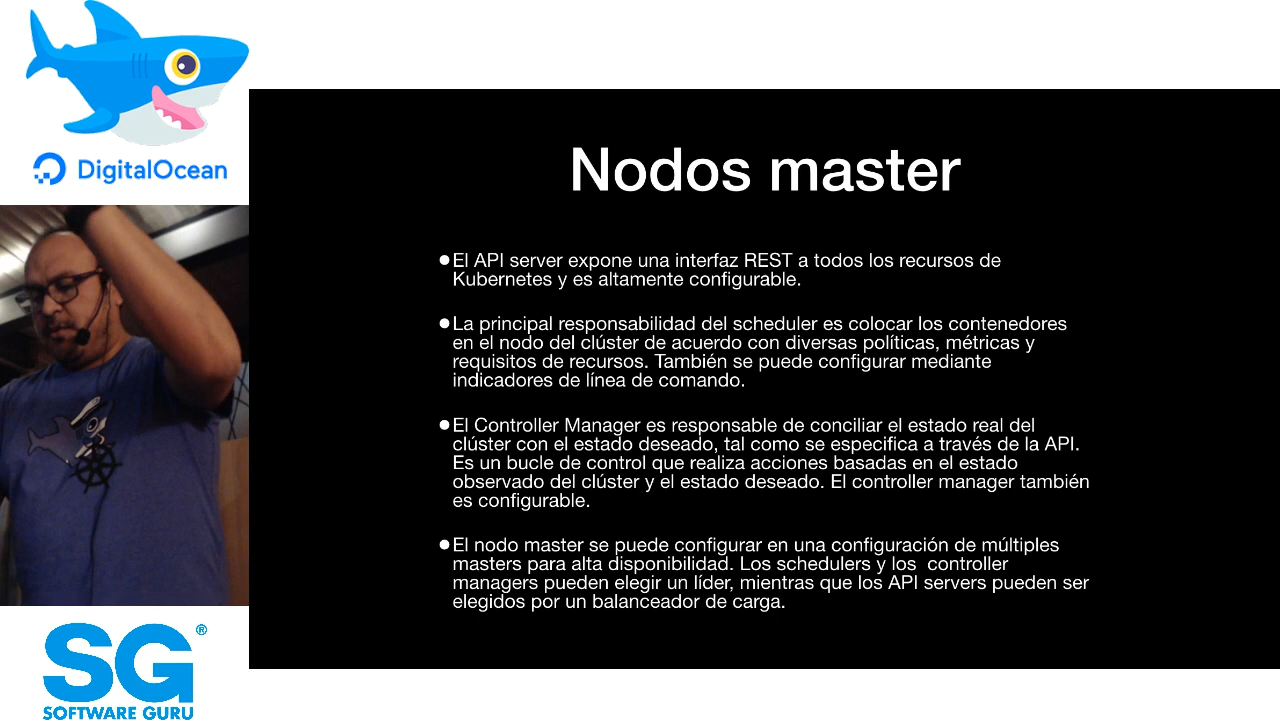 DigitalOcean
Nodos master
●El API server expone una interfaz REST a todos los recursos de
Kubernetes y es altamente configurable.
●La principal responsabilidad del scheduler es colocar los contenedores
en el nodo del clúster de acuerdo con diversas políticas, métricas y
requisitos de recursos. También se puede configurar mediante
indicadores de línea de comando.
●El Controller Manager es responsable de conciliar el estado real del
clúster con el estado deseado, tal como se especifica a través de la API.
Es un bucle de control que realiza acciones basadas en el estado
observado del clúster y el estado deseado. El controller manager también
es configurable.
●El nodo master se puede configurar en una configuración de múltiples
masters para alta disponibilidad. Los schedulers y los  controller
managers pueden elegir un líder, mientras que los API servers pueden ser
elegidos por un balanceador de carga.
SG®
SOFTWARE GURU